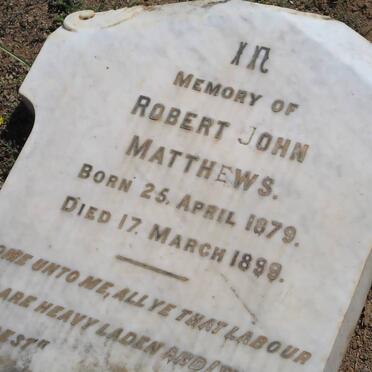 In
Memory of
Robert John
Matthews.
Born 25. April 1879.
Died 17. March 1899.
ome unto me, all ye that labour
are heavy laden and I
est"